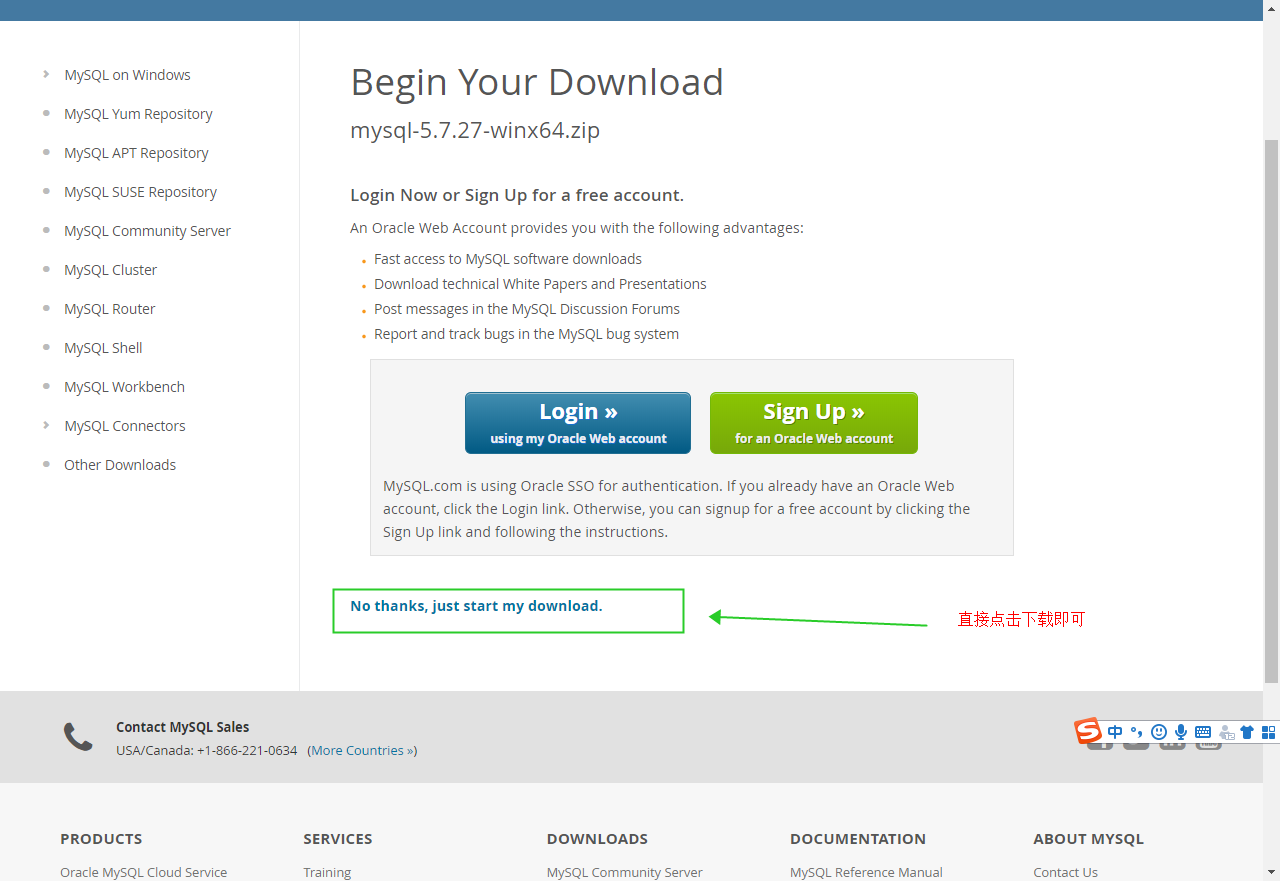 MySQL on Windows
MySQL Yum Repository
MySQL APT Repository
MySQL SUSE Repository
MySQL Community Server
MySQL Cluster
MySQL Router
MySQL Shell
MySQL Workbench
MySQL Connectors
Other Downloads
Begin Your Download
mysql-5.7.27-winx64.zip
Login Now or Sign Up for a free account.
An Oracle Web Account provides you with the following advantages:
Fast access to MySQL software downloads
Download technical White Papers and Presentations
Post messages in the MySQL Discussion Forums
Report and track bugs in the MySQL bug system
Login »
using my Oracle Web account
Sign Up »
for an Oracle Web account
MySQL.com is using Oracle SSO for authentication. If you already have an Oracle Web
account, click the Login link. Otherwise, you can signup for a free account by clicking the
Sign Up link and following the instructions.
No thanks, just start my download.
直接点击下载即可
Contact MySQL Sales
USA/Canada: +1-866-221-0634 (More Countries »)
S 中
PRODUCTS
Oracle MySQL Cloud Service
SERVICES
Training
DOWNLOADS
MySQL Community Server
DOCUMENTATION
MySQL Reference Manual
ABOUT MYSQL
Contact Us